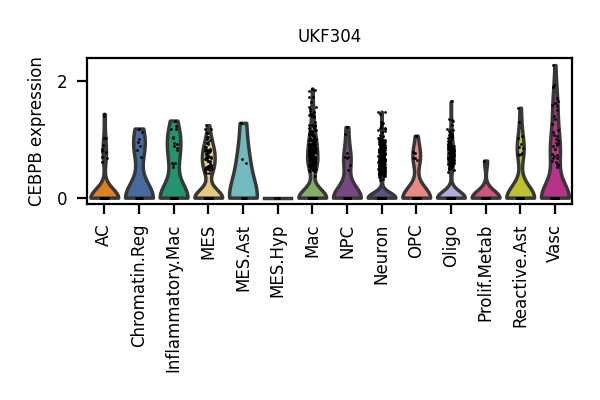 UKF304
CEBPB expression
2
0
AC
Chromatin.Reg
Inflammatory.Mac
MES
MES.Ast
MES.Hyp
Mac
NPC
Neuron
OPC
Oligo
Prolif.Metab
Reactive.Ast
Vasc